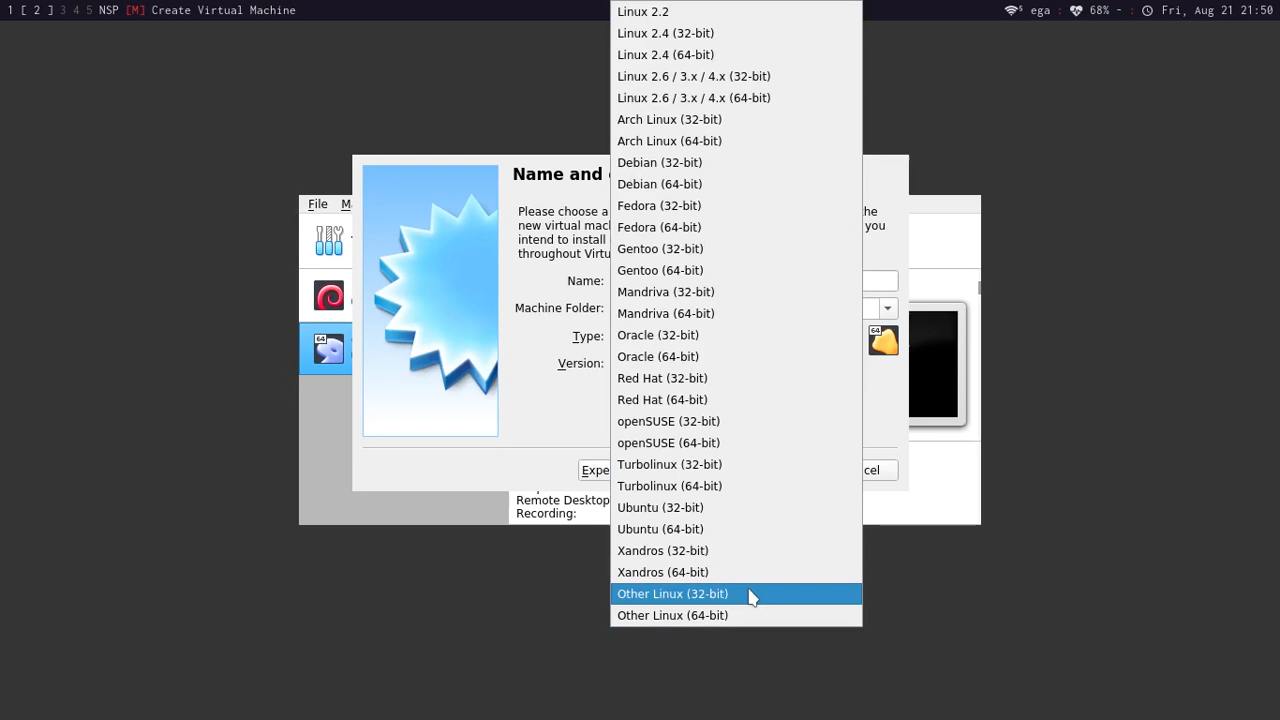 1 [ 2 ] 3 4 5 NSP [M] Create Virtual Machine
ega : 68% - : Fri, Aug 21 21:50
Linux 2.2
Linux 2.4 (32-bit)
Linux 2.4 (64-bit)
Linux 2.6 / 3.x / 4.x (32-bit)
Linux 2.6 / 3.x / 4.x (64-bit)
Arch Linux (32-bit)
Arch Linux (64-bit)
Debian (32-bit)
Debian (64-bit)
Fedora (32-bit)
Fedora (64-bit)
Gentoo (32-bit)
Gentoo (64-bit)
Mandriva (32-bit)
Mandriva (64-bit)
Oracle (32-bit)
Oracle (64-bit)
Red Hat (32-bit)
Red Hat (64-bit)
openSUSE (32-bit)
openSUSE (64-bit)
Turbolinux (32-bit)
Turbolinux (64-bit)
Ubuntu (32-bit)
Ubuntu (64-bit)
Xandros (32-bit)
Xandros (64-bit)
Other Linux (32-bit)
Other Linux (64-bit)
File M
Name and
Please choose a the
new virtual mac you
intend to install
throughout Virtu
Name:
Machine Folder:
Type:
Version:
64
64
Expe
cel
Remote Desktop
Recording: